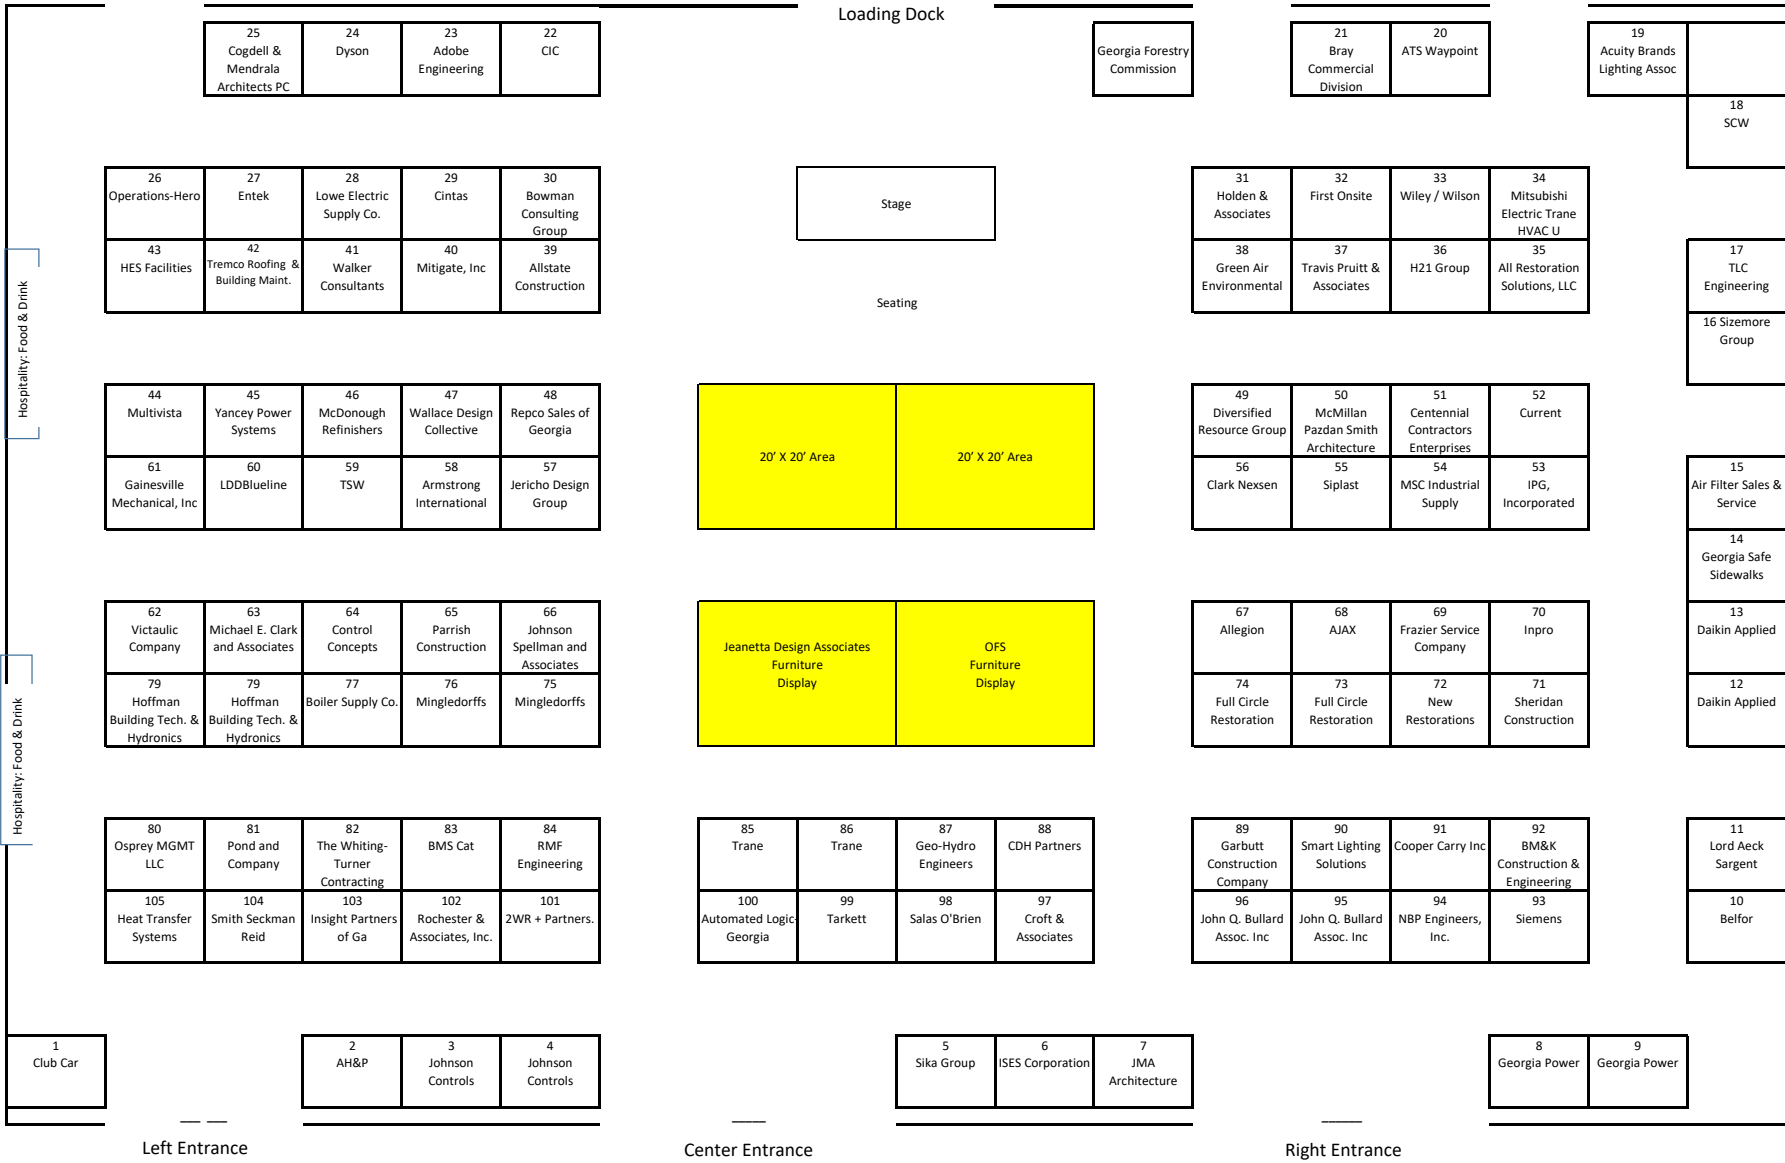 Loading Dock
25
Cogdell &
Mendrala
Architects PC
24
Dyson
23
Adobe
Engineering
22
CIC
Georgia Forestry
Commission
21
Bray
Commercial
Division
20
ATS Waypoint
19
Acuity Brands
Lighting Assoc
18
SCW
26
Operations-Hero
27
Entek
28
Lowe Electric
Supply Co.
29
Cintas
30
Bowman
Consulting
Group
Stage
31
Holden &
Associates
32
First Onsite
33
Wiley / Wilson
34
Mitsubishi
Electric Trane
HVAC U
43
HES Facilities
42
Tremco Roofing &
Building Maint.
41
Walker
Consultants
40
Mitigate, Inc
39
Allstate
Construction
Seating
38
Green Air
Environmental
37
Travis Pruitt &
Associates
36
H21 Group
35
All Restoration
Solutions, LLC
17
TLC
Engineering
16 Sizemore
Group
Hospitality: Food & Drink
44
Multivista
45
Yancey Power
Systems
46
McDonough
Refinishers
47
Wallace Design
Collective
48
Repco Sales of
Georgia
20' X 20' Area
20' X 20' Area
49
Diversified
Resource Group
50
McMillan
Pazdan Smith
Architecture
51
Centennial
Contractors
Enterprises
52
Current
61
Gainesville
Mechanical, Inc
60
LDDBlueline
59
TSW
58
Armstrong
International
57
Jericho Design
Group
56
Clark Nexsen
55
Siplast
54
MSC Industrial
Supply
53
IPG,
Incorporated
15
Air Filter Sales &
Service
14
Georgia Safe
Sidewalks
62
Victaulic
Company
63
Michael E. Clark
and Associates
64
Control
Concepts
65
Parrish
Construction
66
Johnson
Spellman and
Associates
Jeanetta Design Associates
Furniture
Display
OFS
Furniture
Display
67
Allegion
68
AJAX
69
Frazier Service
Company
70
Inpro
13
Daikin Applied
79
Hoffman
Building Tech. &
Hydronics
79
Hoffman
Building Tech. &
Hydronics
77
Boiler Supply Co.
76
Mingledorffs
75
Mingledorffs
74
Full Circle
Restoration
73
Full Circle
Restoration
72
New
Restorations
71
Sheridan
Construction
12
Daikin Applied
Hospitality: Food & Drink
80
Osprey MGMT
LLC
81
Pond and
Company
82
The Whiting-
Turner
Contracting
83
BMS Cat
84
RMF
Engineering
85
Trane
86
Trane
87
Geo-Hydro
Engineers
88
CDH Partners
89
Garbutt
Construction
Company
90
Smart Lighting
Solutions
91
Cooper Carry Inc
92
BM&K
Construction &
Engineering
11
Lord Aeck
Sargent
105
Heat Transfer
Systems
104
Smith Seckman
Reid
103
Insight Partners
of Ga
102
Rochester &
Associates, Inc.
101
2WR + Partners.
100
Automated Logic-
Georgia
99
Tarkett
98
Salas O'Brien
97
Croft &
Associates
96
John Q. Bullard
Assoc. Inc
95
John Q. Bullard
Assoc. Inc
94
NBP Engineers,
Inc.
93
Siemens
10
Belfor
1
Club Car
2
AH&P
3
Johnson
Controls
4
Johnson
Controls
5
Sika Group
6
ISES Corporation
7
JMA
Architecture
8
Georgia Power
9
Georgia Power
Left Entrance
Center Entrance
Right Entrance